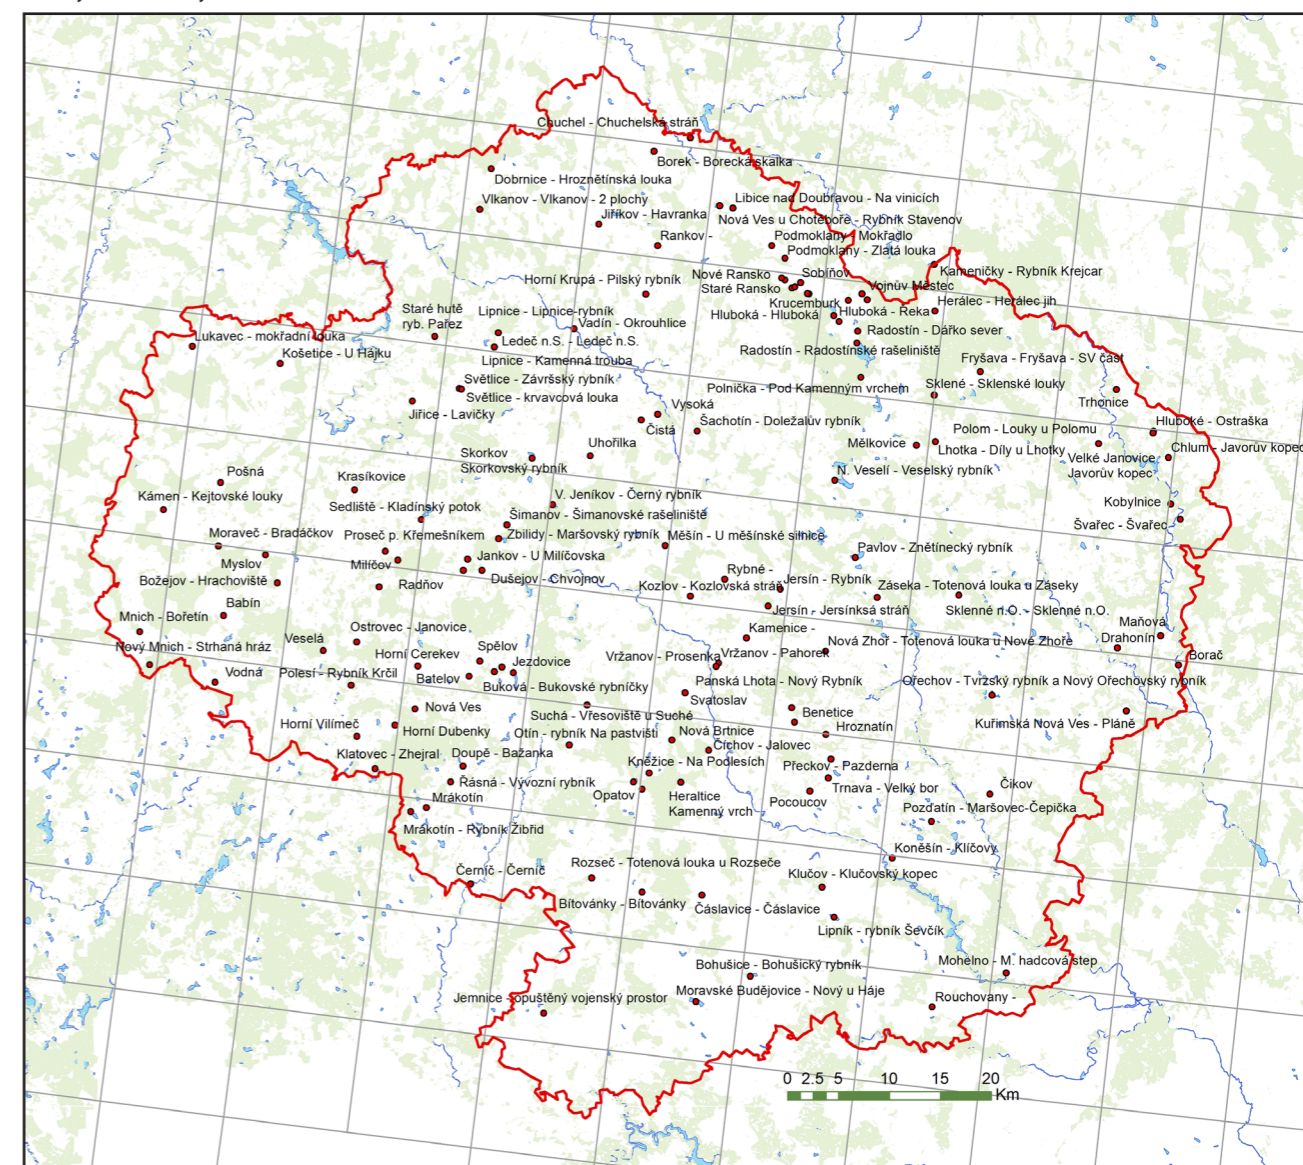 Chuchel - Chuchelská stráň
Borek - Borecká skalka
Dobrnice - Hroznětínská louka
Vlkanov - Vlkanov - 2 plochy
Libice nad Doubravou - Na vinicích
Jiříkov - Havranka
Nová Ves u Chotěboře - Rybník Stavenov
Rankov -
Podmoklany - Mokřadlo
Podmoklany - Zlatá louka
Kameničky - Rybník Krejcar
Horní Krupá - Pilský rybník
Nové Ransko
Sobíňov
Staré Ransko
Vojnův Městec
Krucemburk
Herálec - Herálec jih
Staré hutě
ryb. Pařez
Lipnice - Lipnice-rybník
Hluboká - Hluboká
Hluboká - Reka
Vadín - Okrouhlice
Radostín - Dářko sever
Lukavec - mokřadní louka
Ledeč n.S. - Ledeč n.S.
Košetice - U Hájku
Radostín - Radostínské rašeliniště
Lipnice - Kamenná trouba
Fryšava - Fryšava - SV část
Světlice - Závršský rybník
Polnička - Pod Kamenným vrchem
Sklené - Sklenské louky
Světlice - krvavcová louka
Trhonice
Jiřice - Lavičky
Vysoká
Čistá
Šachotín - Doležalův rybník
Hluboké - Ostraška
Polom - Louky u Polomu
Uhořilka
Mělkovice
Lhotka - Díly u Lhotky
Chlum - Javorův kopec
Skorkov
Skorkovský rybník
Velké Janovice
Javorův kopec
Pošná
Krasíkovice
N. Veselí - Veselský rybník
Kámen - Kejtovské louky
V. Jeníkov - Černý rybník
Kobylnice
Sedliště - Kladínský potok
Šimanov - Šimanovské rašeliniště
Švařec - Švařec
Moraveč - Bradáčkov
Proseč p. Křemešníkem
Zbilidy - Maršovský rybník
Měšín - U měšínské silnice
Pavlov - Znětínecký rybník
Jankov - U Milíčovska
Myslov
Milíčov
Rybné -
Božejov - Hrachoviště
Radňov
Dušejov - Chvojnov
Kozlov - Kozlovská stráň
Jersín - Rybník
Záseka - Totenová louka u Záseky
Babín
Jersín - Jersínksá stráň
Sklenné n.O. - Sklenné n.O.
Mnich - Bořetín
Maňová
Ostrovec - Janovice
Kamenice -
Veselá
Nová Zhoř - Totenová louka u Nové Zhoře
Drahonín
Nový Mnich - Strhaná hráz
Spělov
Horní Cerekev
Jezdovice
Vržanov - Prosenka
Vržanov - Pahorek
Borač
Vodná
Polesí - Rybník Krčil
Batelov
Panská Lhota - Nový Rybník
Ořechov - Tvrzský rybník a Nový Ořechovský rybník
Buková - Bukovské rybníčky
Svatoslav
Nová Ves
Suchá - Vřesoviště u Suché
Benetice
Kuřimská Nová Ves - Pláně
Horní Vilímeč
Horní Dubenky
Otín - rybník Na pastvišti
Nová Brtnice
Hroznatín
Číchov - Jalovec
Klatovec - Zhejral
Doupě - Bažanka
Kněžice - Na Podlesích
Přeckov - Pazderna
Řásná - Vývozní rybník
Opatov
Heraltice
Kamenný vrch
Trnava - Velký bor
Čikov
Mrákotín
Pocoucov
Pozďatín - Maršovec-Čepička
Mrákotín - Rybník Žibřid
Koněšín - Klíčovy
Rozseč - Totenová louka u Rozseče
Černíč - Černíč
Klučov - Klučovský kopec
Bítovánky - Bítovánky
Čáslavice - Čáslavice
Lipník - rybník Ševčík
Bohušice - Bohušický rybník
Mohelno - M. hadcová step
Moravské Budějovice - Nový u Háje
Jemnice - opuštěný vojenský prostor
Rouchovany -
0 2.5 5 10 15 20
Km